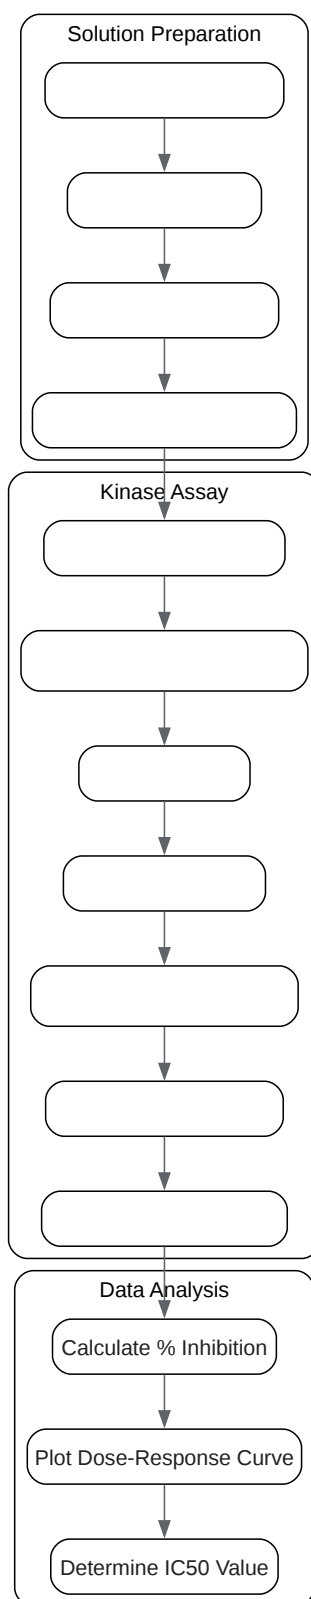 Solution Preparation
Kinase Assay
Data Analysis
Calculate % Inhibition
Plot Dose-Response Curve
Determine IC50 Value